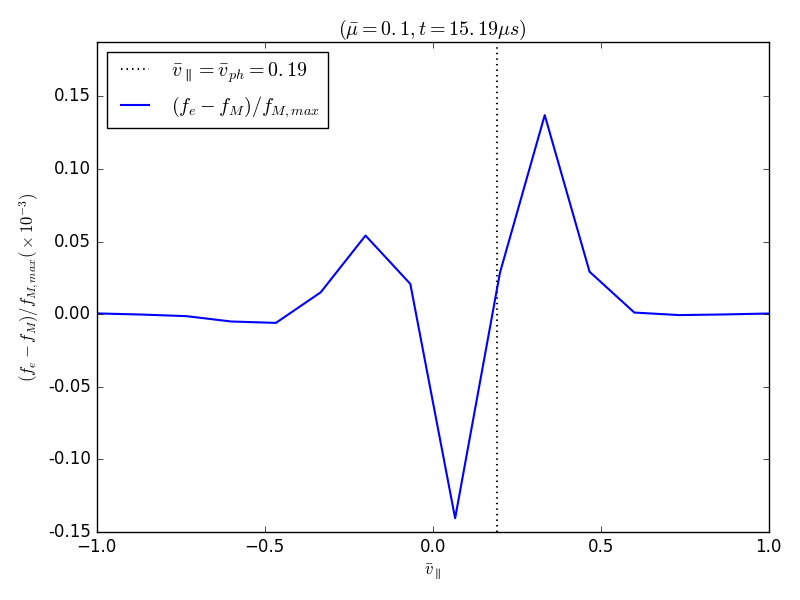 (μ̄ = 0.1, t = 15.19μs)
v̄∥ = v̄ph = 0.19
(fe − fM)/fM,max
0.15
0.10
0.05
0.00
-0.05
-0.10
-0.15
(fe − fM)/fM,max(×10⁻³)
−1.0 −0.5 0.0 0.5 1.0
v̄∥